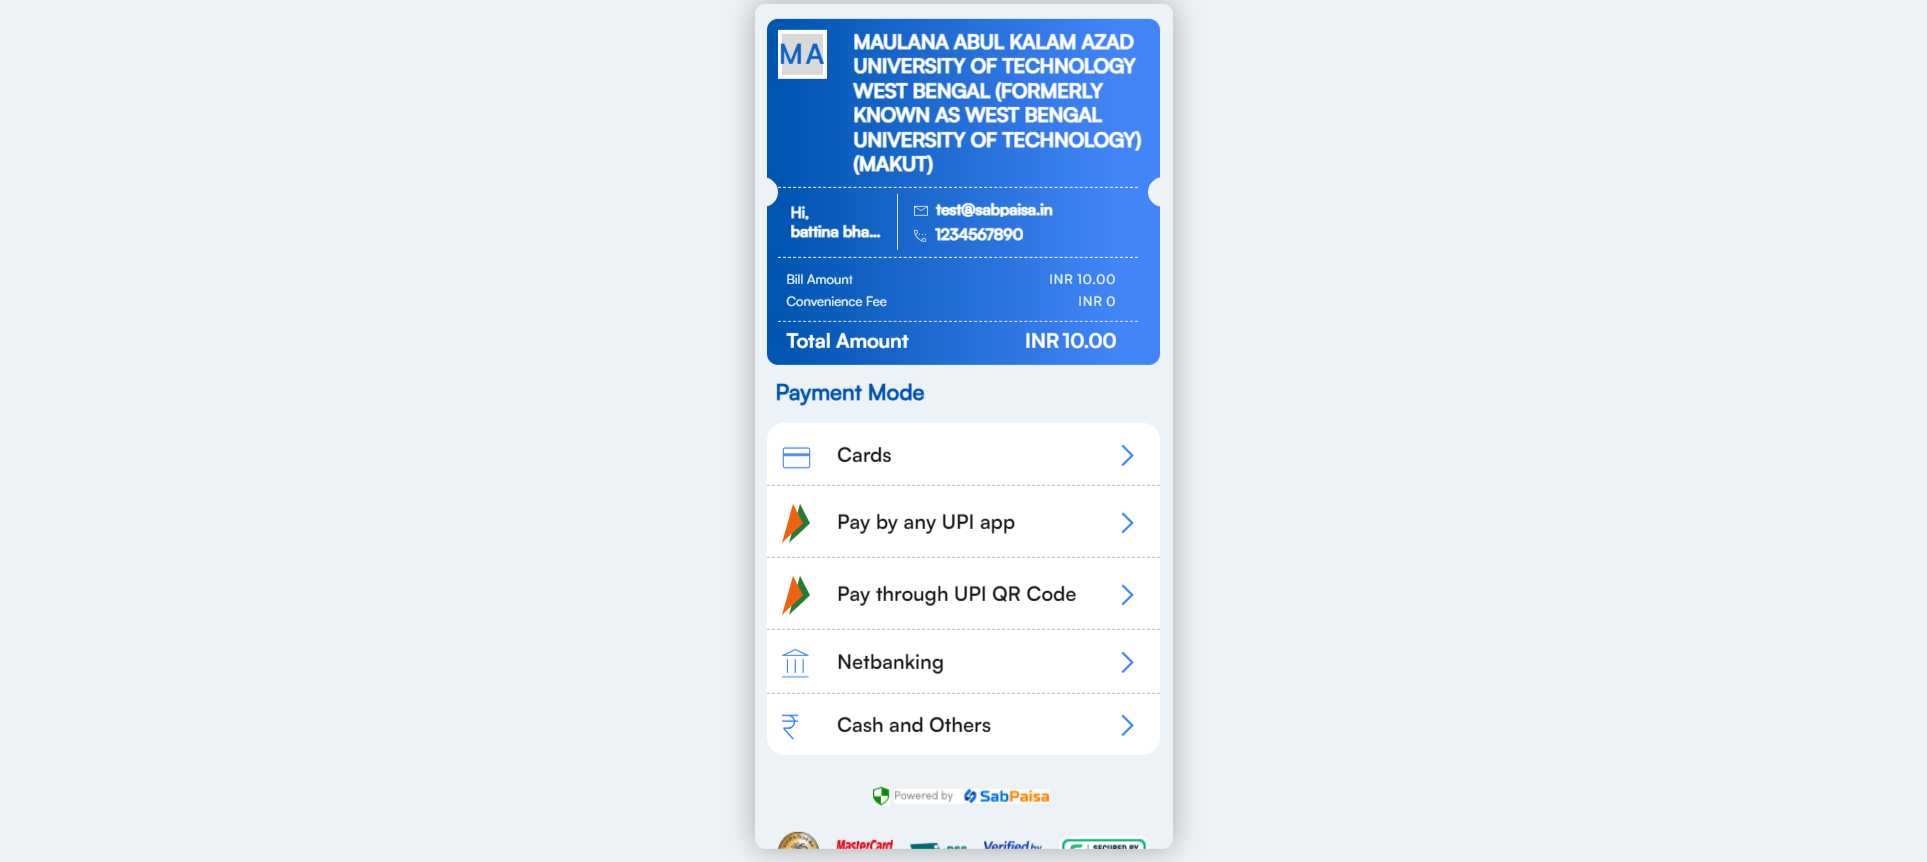 MA
MAULANA ABUL KALAM AZAD
UNIVERSITY OF TECHNOLOGY
WEST BENGAL (FORMERLY
KNOWN AS WEST BENGAL
UNIVERSITY OF TECHNOLOGY)
(MAKUT)
Hi,
battina bha...
test@sabpaisa.in
1234567890
Bill Amount INR 10.00
Convenience Fee INR 0
Total Amount INR 10.00
Payment Mode
Cards
Pay by any UPI app
Pay through UPI QR Code
Netbanking
Cash and Others
Powered by SabPaisa
MasterCard
Verified by
SECURED BY